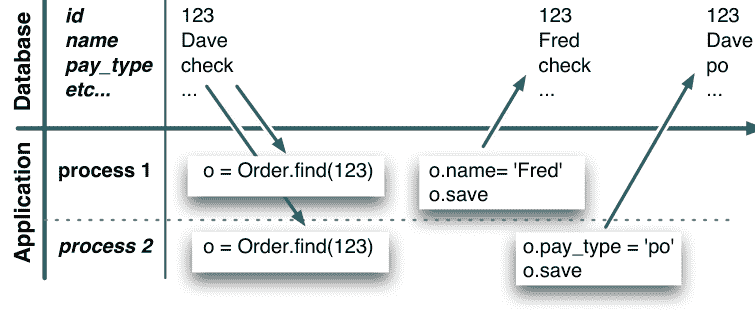 Database
id 123 123 123
name Dave Fred Dave
pay_type check check po
etc... ... ... ...
Application
process 1
o = Order.find(123)
o.name= 'Fred'
o.save
process 2
o = Order.find(123)
o.pay_type = 'po'
o.save